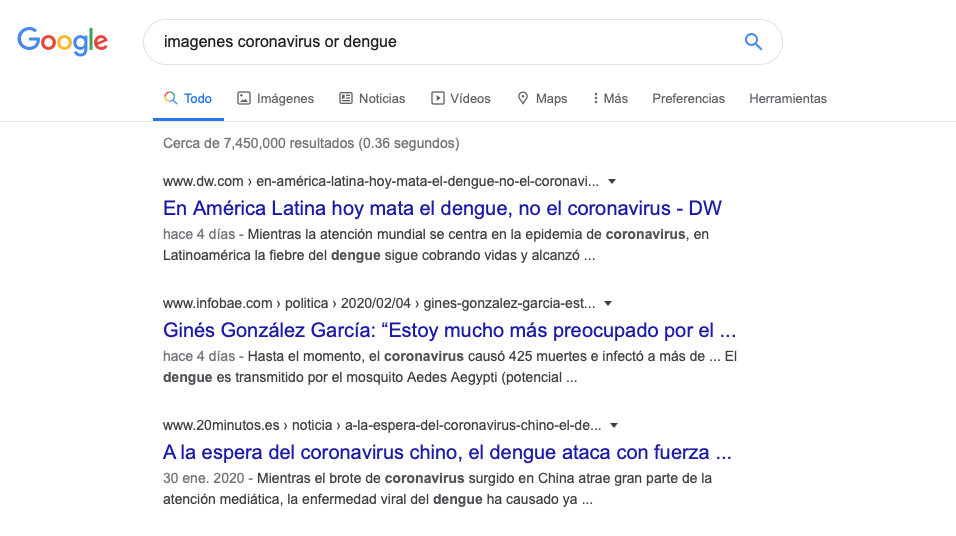 Google
imagenes coronavirus or dengue
Todo Imágenes Noticias Vídeos Maps Más Preferencias Herramientas
Cerca de 7,450,000 resultados (0.36 segundos)
www.dw.com › en-américa-latina-hoy-mata-el-dengue-no-el-coronavi...
En América Latina hoy mata el dengue, no el coronavirus - DW
hace 4 días - Mientras la atención mundial se centra en la epidemia de coronavirus, en
Latinoamérica la fiebre del dengue sigue cobrando vidas y alcanzó ...
www.infobae.com › politica › 2020/02/04 › gines-gonzalez-garcia-est...
Ginés González García: “Estoy mucho más preocupado por el ...
hace 4 días - Hasta el momento, el coronavirus causó 425 muertes e infectó a más de ... El
dengue es transmitido por el mosquito Aedes Aegypti (potencial ...
www.20minutos.es › noticia › a-la-espera-del-coronavirus-chino-el-de...
A la espera del coronavirus chino, el dengue ataca con fuerza ...
30 ene. 2020 - Mientras el brote de coronavirus surgido en China atrae gran parte de la
atención mediática, la enfermedad viral del dengue ha causado ya ...